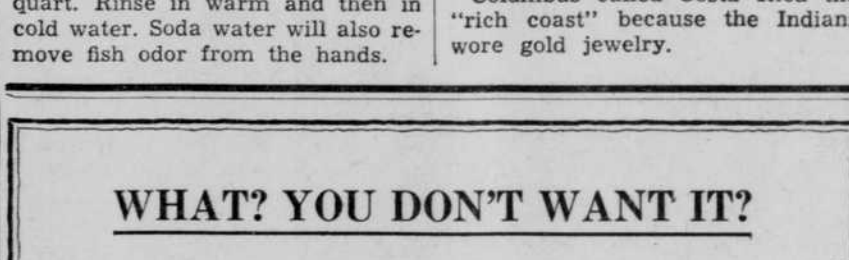 quart. Rinse in warm and then in
cold water. Soda water will also re-
move fish odor from the hands.
"rich coast" because the Indian
wore gold jewelry.
WHAT? YOU DON'T WANT IT?